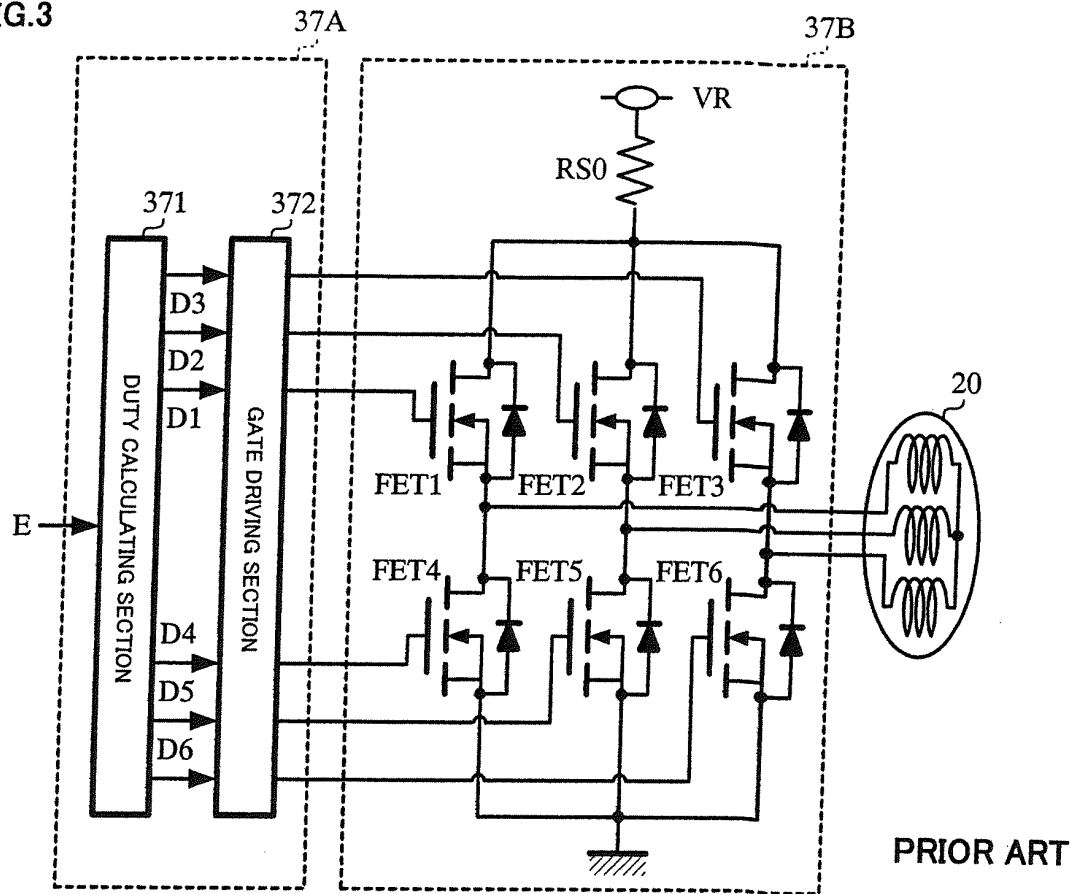 IG.3
37A
37B
VR
RS0
371
372
D3
D2
D1
DUTY CALCULATING SECTION
GATE DRIVING SECTION
FET1
FET2
FET3
20
E
FET4
FET5
FET6
D4
D5
D6
PRIOR ART